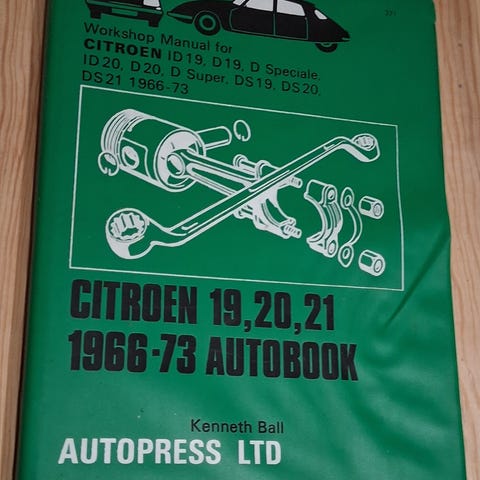 371
Workshop Manual for
CITROEN ID19, D19, D Speciale,
ID20, D20, D Super, DS19, DS20,
DS21 1966-73
CITROEN 19,20,21
1966-73 AUTOBOOK
Kenneth Ball
AUTOPRESS LTD